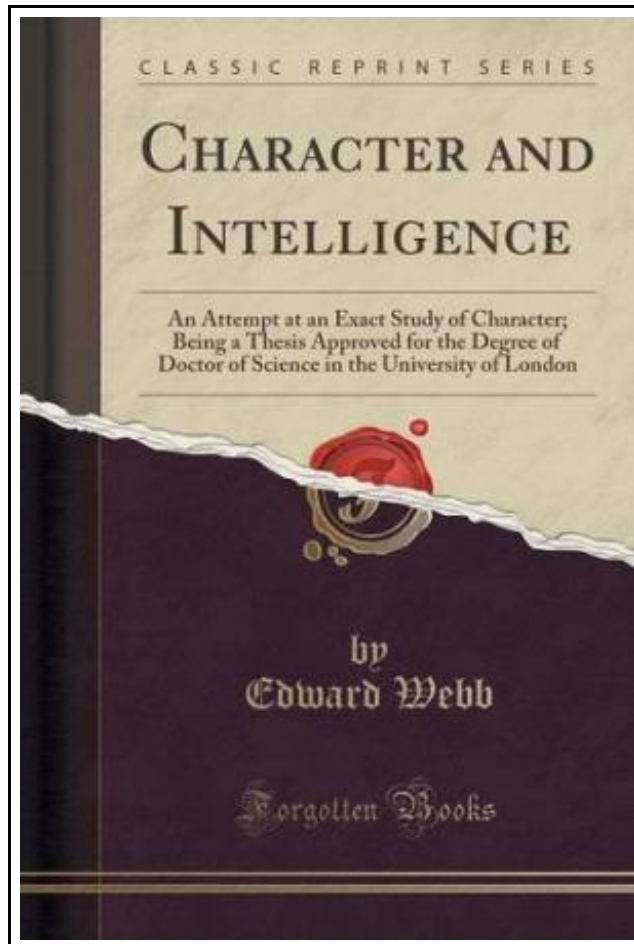 CLASSIC REPRINT SERIES
CHARACTER AND
INTELLIGENCE
An Attempt at an Exact Study of Character;
Being a Thesis Approved for the Degree of
Doctor of Science in the University of London
by
Edward Webb
Forgotten Books